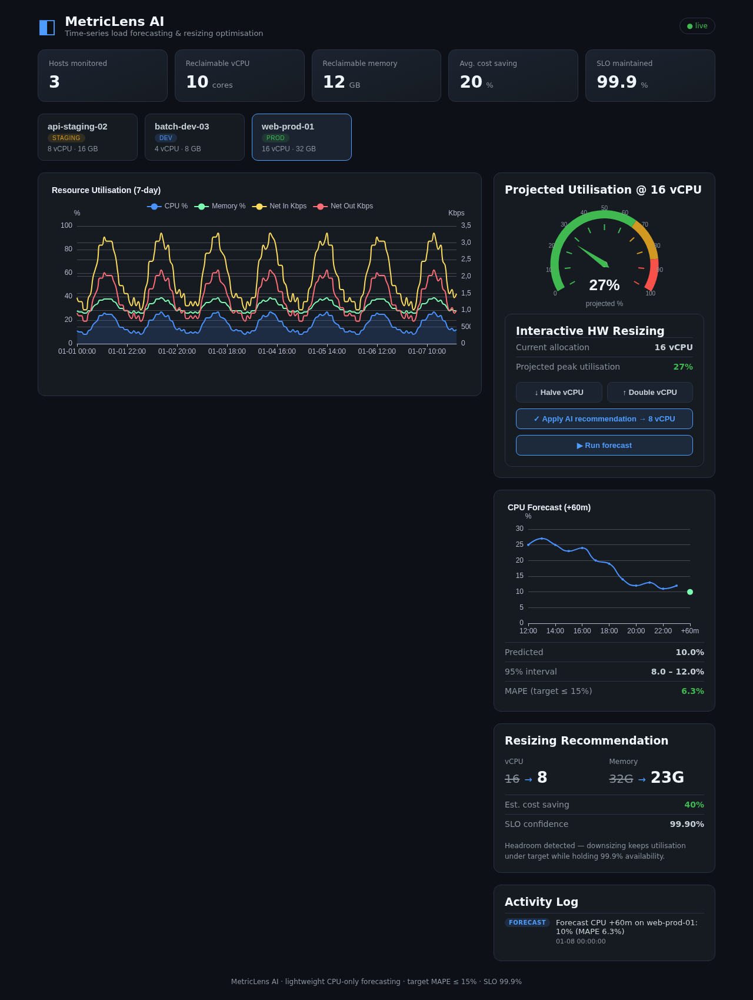 MetricLens AI
Time-series load forecasting & resizing optimisation
● live
Hosts monitored
3
Reclaimable vCPU
10 cores
Reclaimable memory
12 GB
Avg. cost saving
20 %
SLO maintained
99.9 %
api-staging-02
STAGING
8 vCPU · 16 GB
batch-dev-03
DEV
4 vCPU · 8 GB
web-prod-01
PROD
16 vCPU · 32 GB
Resource Utilisation (7-day)
CPU % Memory % Net In Kbps Net Out Kbps
% Kbps
100 3,5
80 3,0
2,5
60 2,0
40 1,5
1,0
20 500
0 0
01-01 00:00 01-01 22:00 01-02 20:00 01-03 18:00 01-04 16:00 01-05 14:00 01-06 12:00 01-07 10:00
Projected Utilisation @ 16 vCPU
0 10 20 30 40 50 60 70 80 90 100
27%
projected %
Interactive HW Resizing
Current allocation 16 vCPU
Projected peak utilisation 27%
↓ Halve vCPU ↑ Double vCPU
✓ Apply AI recommendation → 8 vCPU
▶ Run forecast
CPU Forecast (+60m)
%
30
25
20
15
10
5
0
12:00 14:00 16:00 18:00 20:00 22:00 +60m
Predicted 10.0%
95% interval 8.0 – 12.0%
MAPE (target ≤ 15%) 6.3%
Resizing Recommendation
vCPU Memory
16 → 8 32G → 23G
Est. cost saving 40%
SLO confidence 99.90%
Headroom detected — downsizing keeps utilisation
under target while holding 99.9% availability.
Activity Log
FORECAST Forecast CPU +60m on web-prod-01:
10% (MAPE 6.3%)
01-08 00:00:00
MetricLens AI · lightweight CPU-only forecasting · target MAPE ≤ 15% · SLO 99.9%